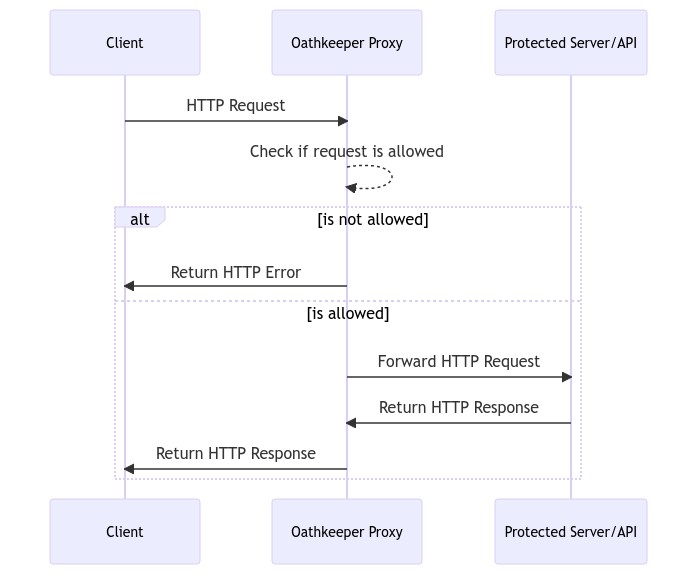 Client
Oathkeeper Proxy
Protected Server/API
HTTP Request
Check if request is allowed
alt
[is not allowed]
Return HTTP Error
[is allowed]
Forward HTTP Request
Return HTTP Response
Return HTTP Response
Client
Oathkeeper Proxy
Protected Server/API